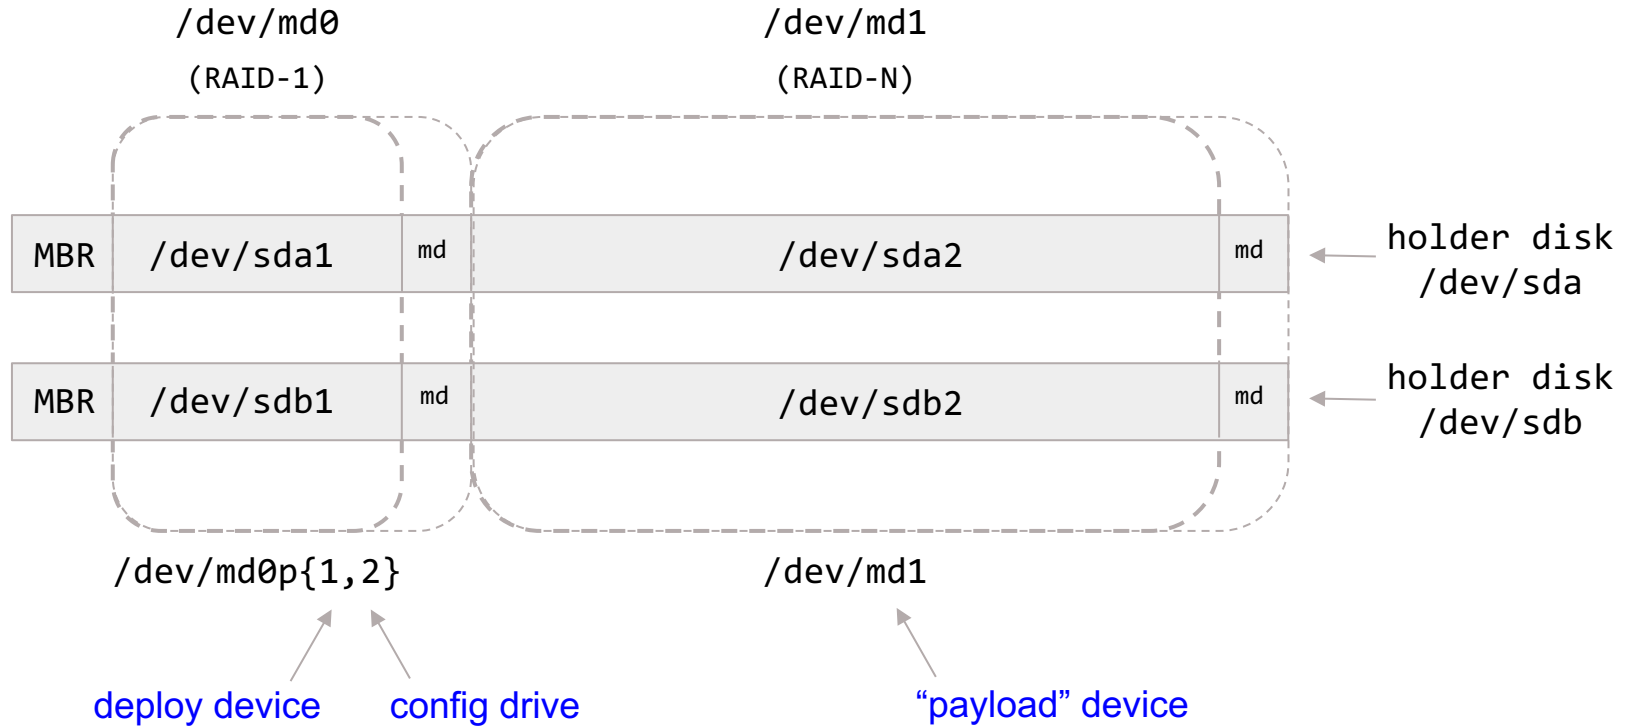 /dev/md0
/dev/md1
(RAID-1)
(RAID-N)
MBR
/dev/sda1
md
/dev/sda2
md
holder disk
/dev/sda
MBR
/dev/sdb1
md
/dev/sdb2
md
holder disk
/dev/sdb
/dev/md0p{1,2}
/dev/md1
deploy device
config drive
“payload” device